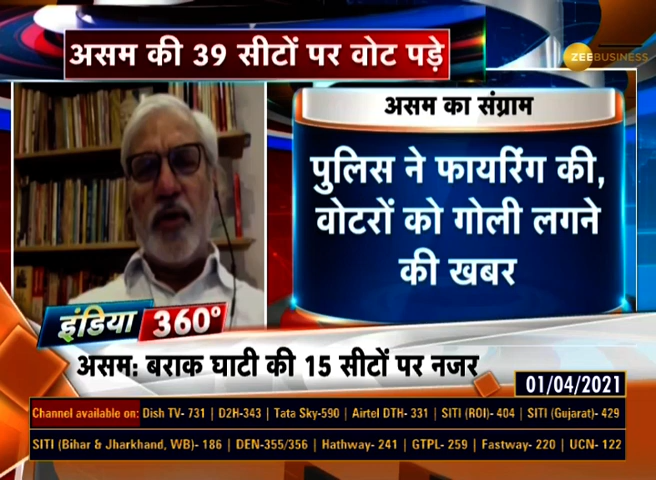 असम की 39 सीटों पर वोट पड़े
ZEE BUSINESS
असम का संग्राम
पुलिस ने फायरिंग की,
वोटरों को गोली लगने
की खबर
इंडिया 360°
असम: बराक घाटी की 15 सीटों पर नजर
01/04/2021
Channel available on: Dish TV- 731 | D2H-343 | Tata Sky-590 | Airtel DTH- 331 | SITI (ROI)- 404 | SITI (Gujarat)- 429
SITI (Bihar & Jharkhand, WB)- 186 | DEN-355/356 | Hathway- 241 | GTPL- 259 | Fastway- 220 | UCN- 122